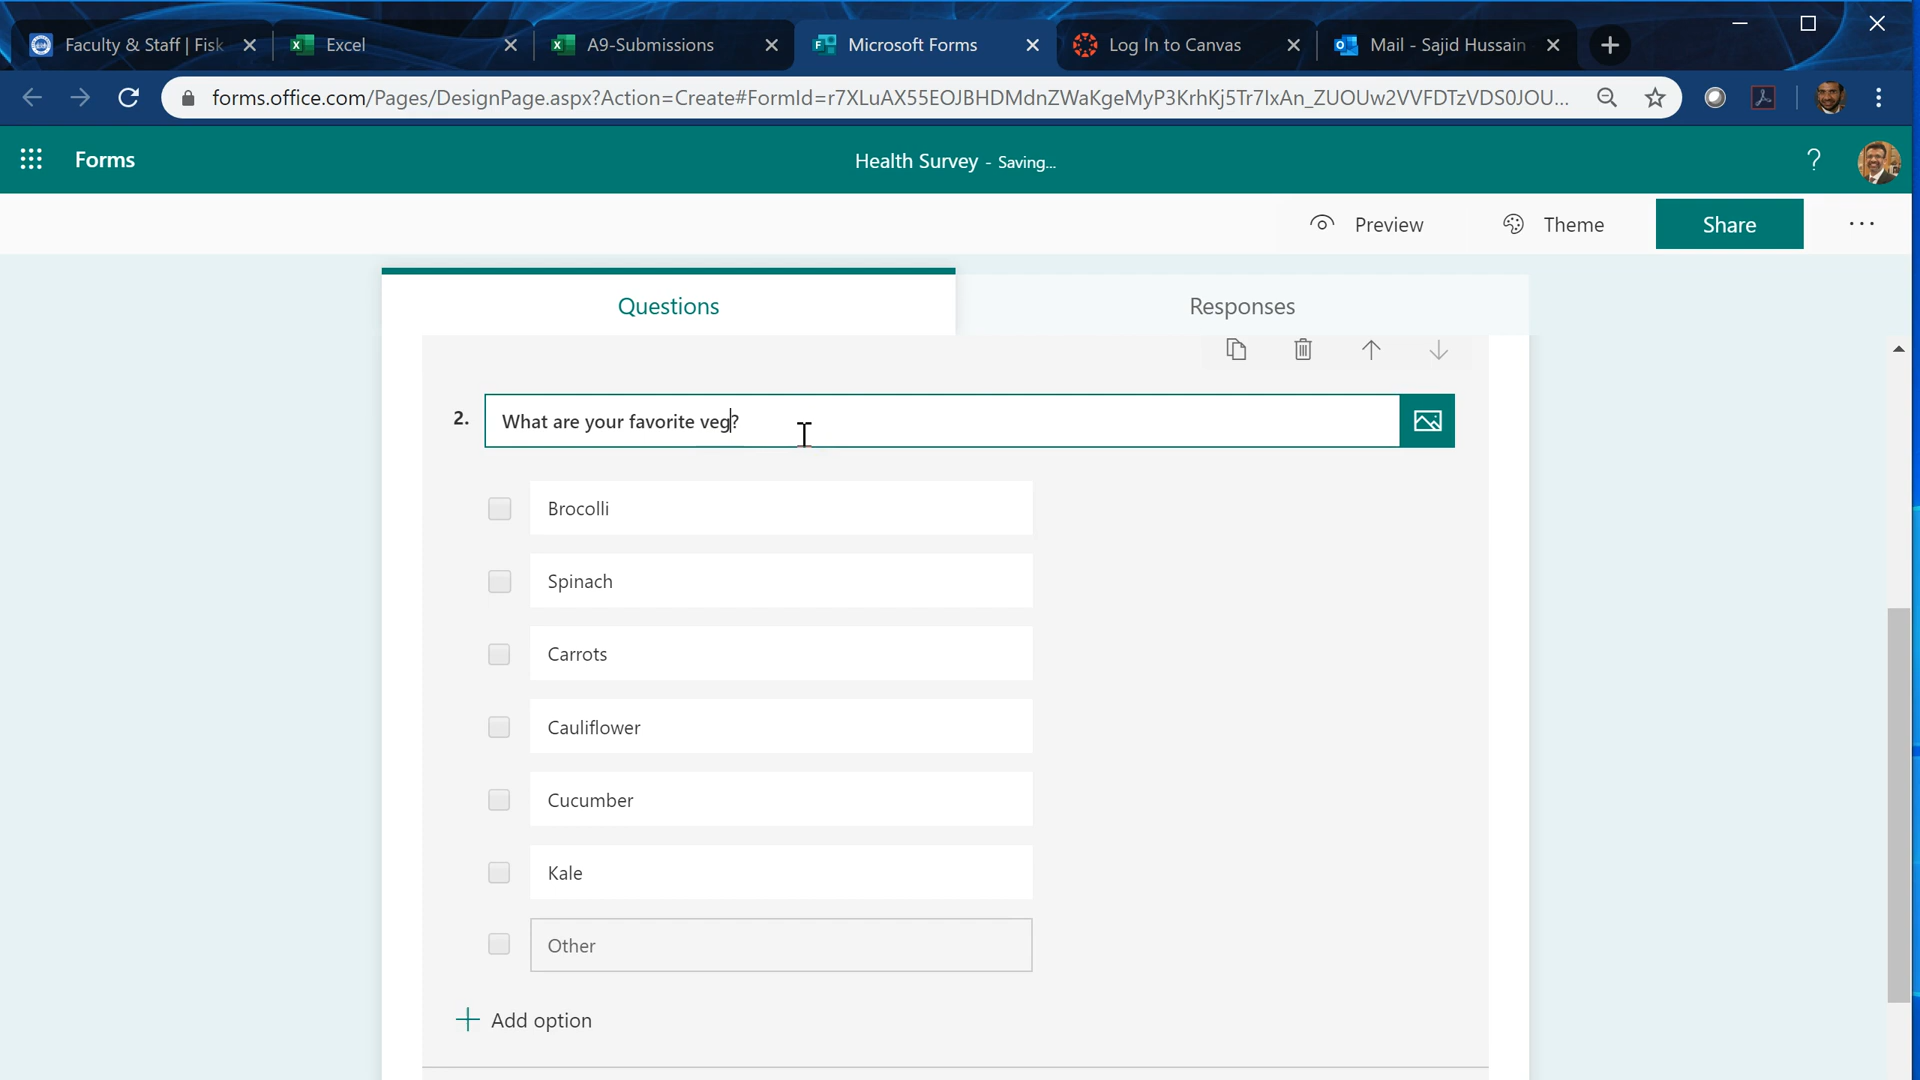 Faculty & Staff | Fisk
Excel
A9-Submissions
Microsoft Forms
Log In to Canvas
Mail - Sajid Hussain
forms.office.com/Pages/DesignPage.aspx?Action=Create#FormId=r7XLuAX55EOJBHDMdnZWaKgeMyP3KrhKj5Tr7IxAn_ZUOUw2VVFDTzVDS0JOU...
Forms
Health Survey - Saving...
?
Preview
Theme
Share
...
Questions
Responses
2.
What are your favorite veg?
Brocolli
Spinach
Carrots
Cauliflower
Cucumber
Kale
Other
Add option